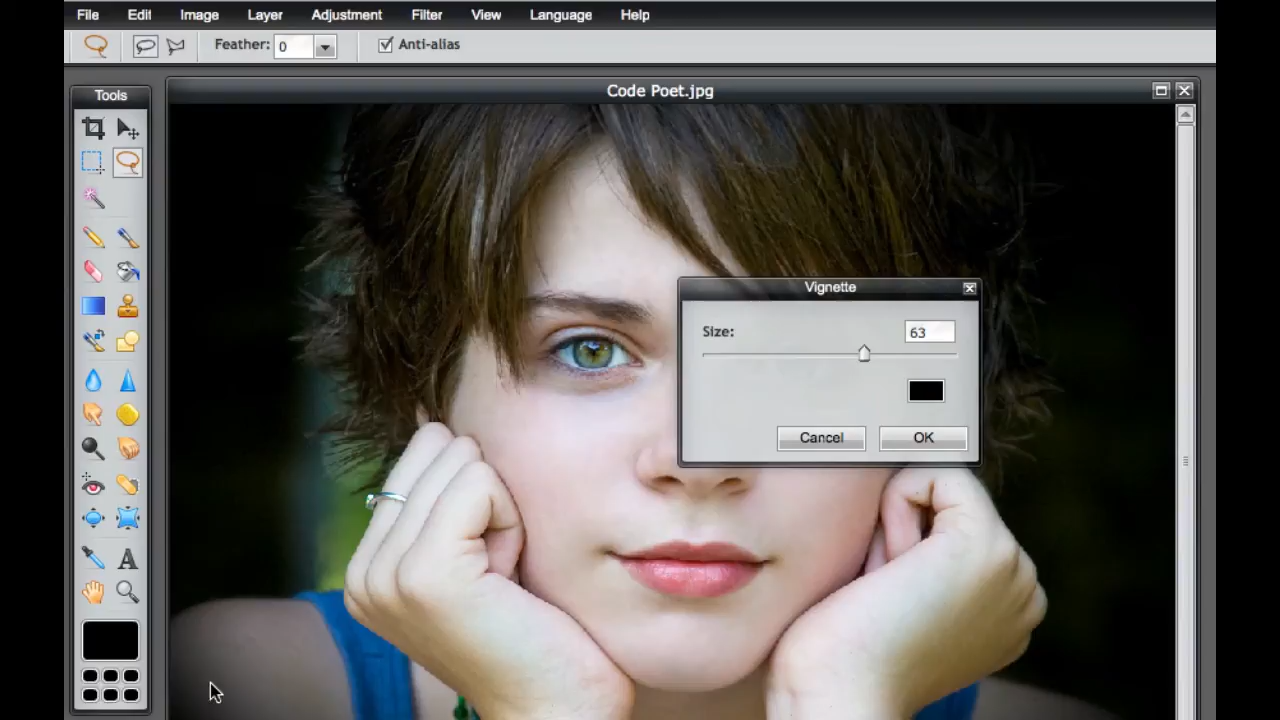 File Edit Image Layer Adjustment Filter View Language Help
Feather: 0 Anti-alias
Tools
Code Poet.jpg
Vignette
Size: 63
Cancel OK
A